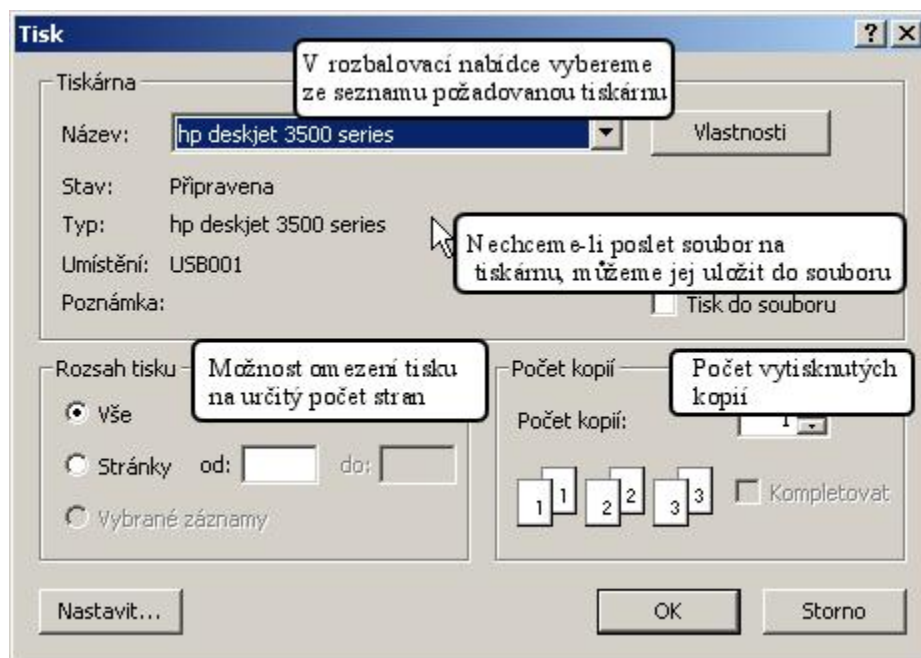 Tisk
V rozbalovací nabídce vybereme
ze seznamu požadovanou tiskárnu
Tiskárna
Název: hp deskjet 3500 series Vlastnosti
Stav: Připravena
Typ: hp deskjet 3500 series
Nechceme-li poslet soubor na
tiskárnu, můžeme jej uložit do souboru
Umístění: USB001
Poznámka: Tisk do souboru
Rozsah tisku
Možnost omezení tisku
na určitý počet stran
Vše
Stránky od: do:
Vybrané záznamy
Počet kopií
Počet vytisknutých
kopií
Počet kopií: 1
1 1 2 2 3 3 Kompletovat
Nastavit... OK Storno